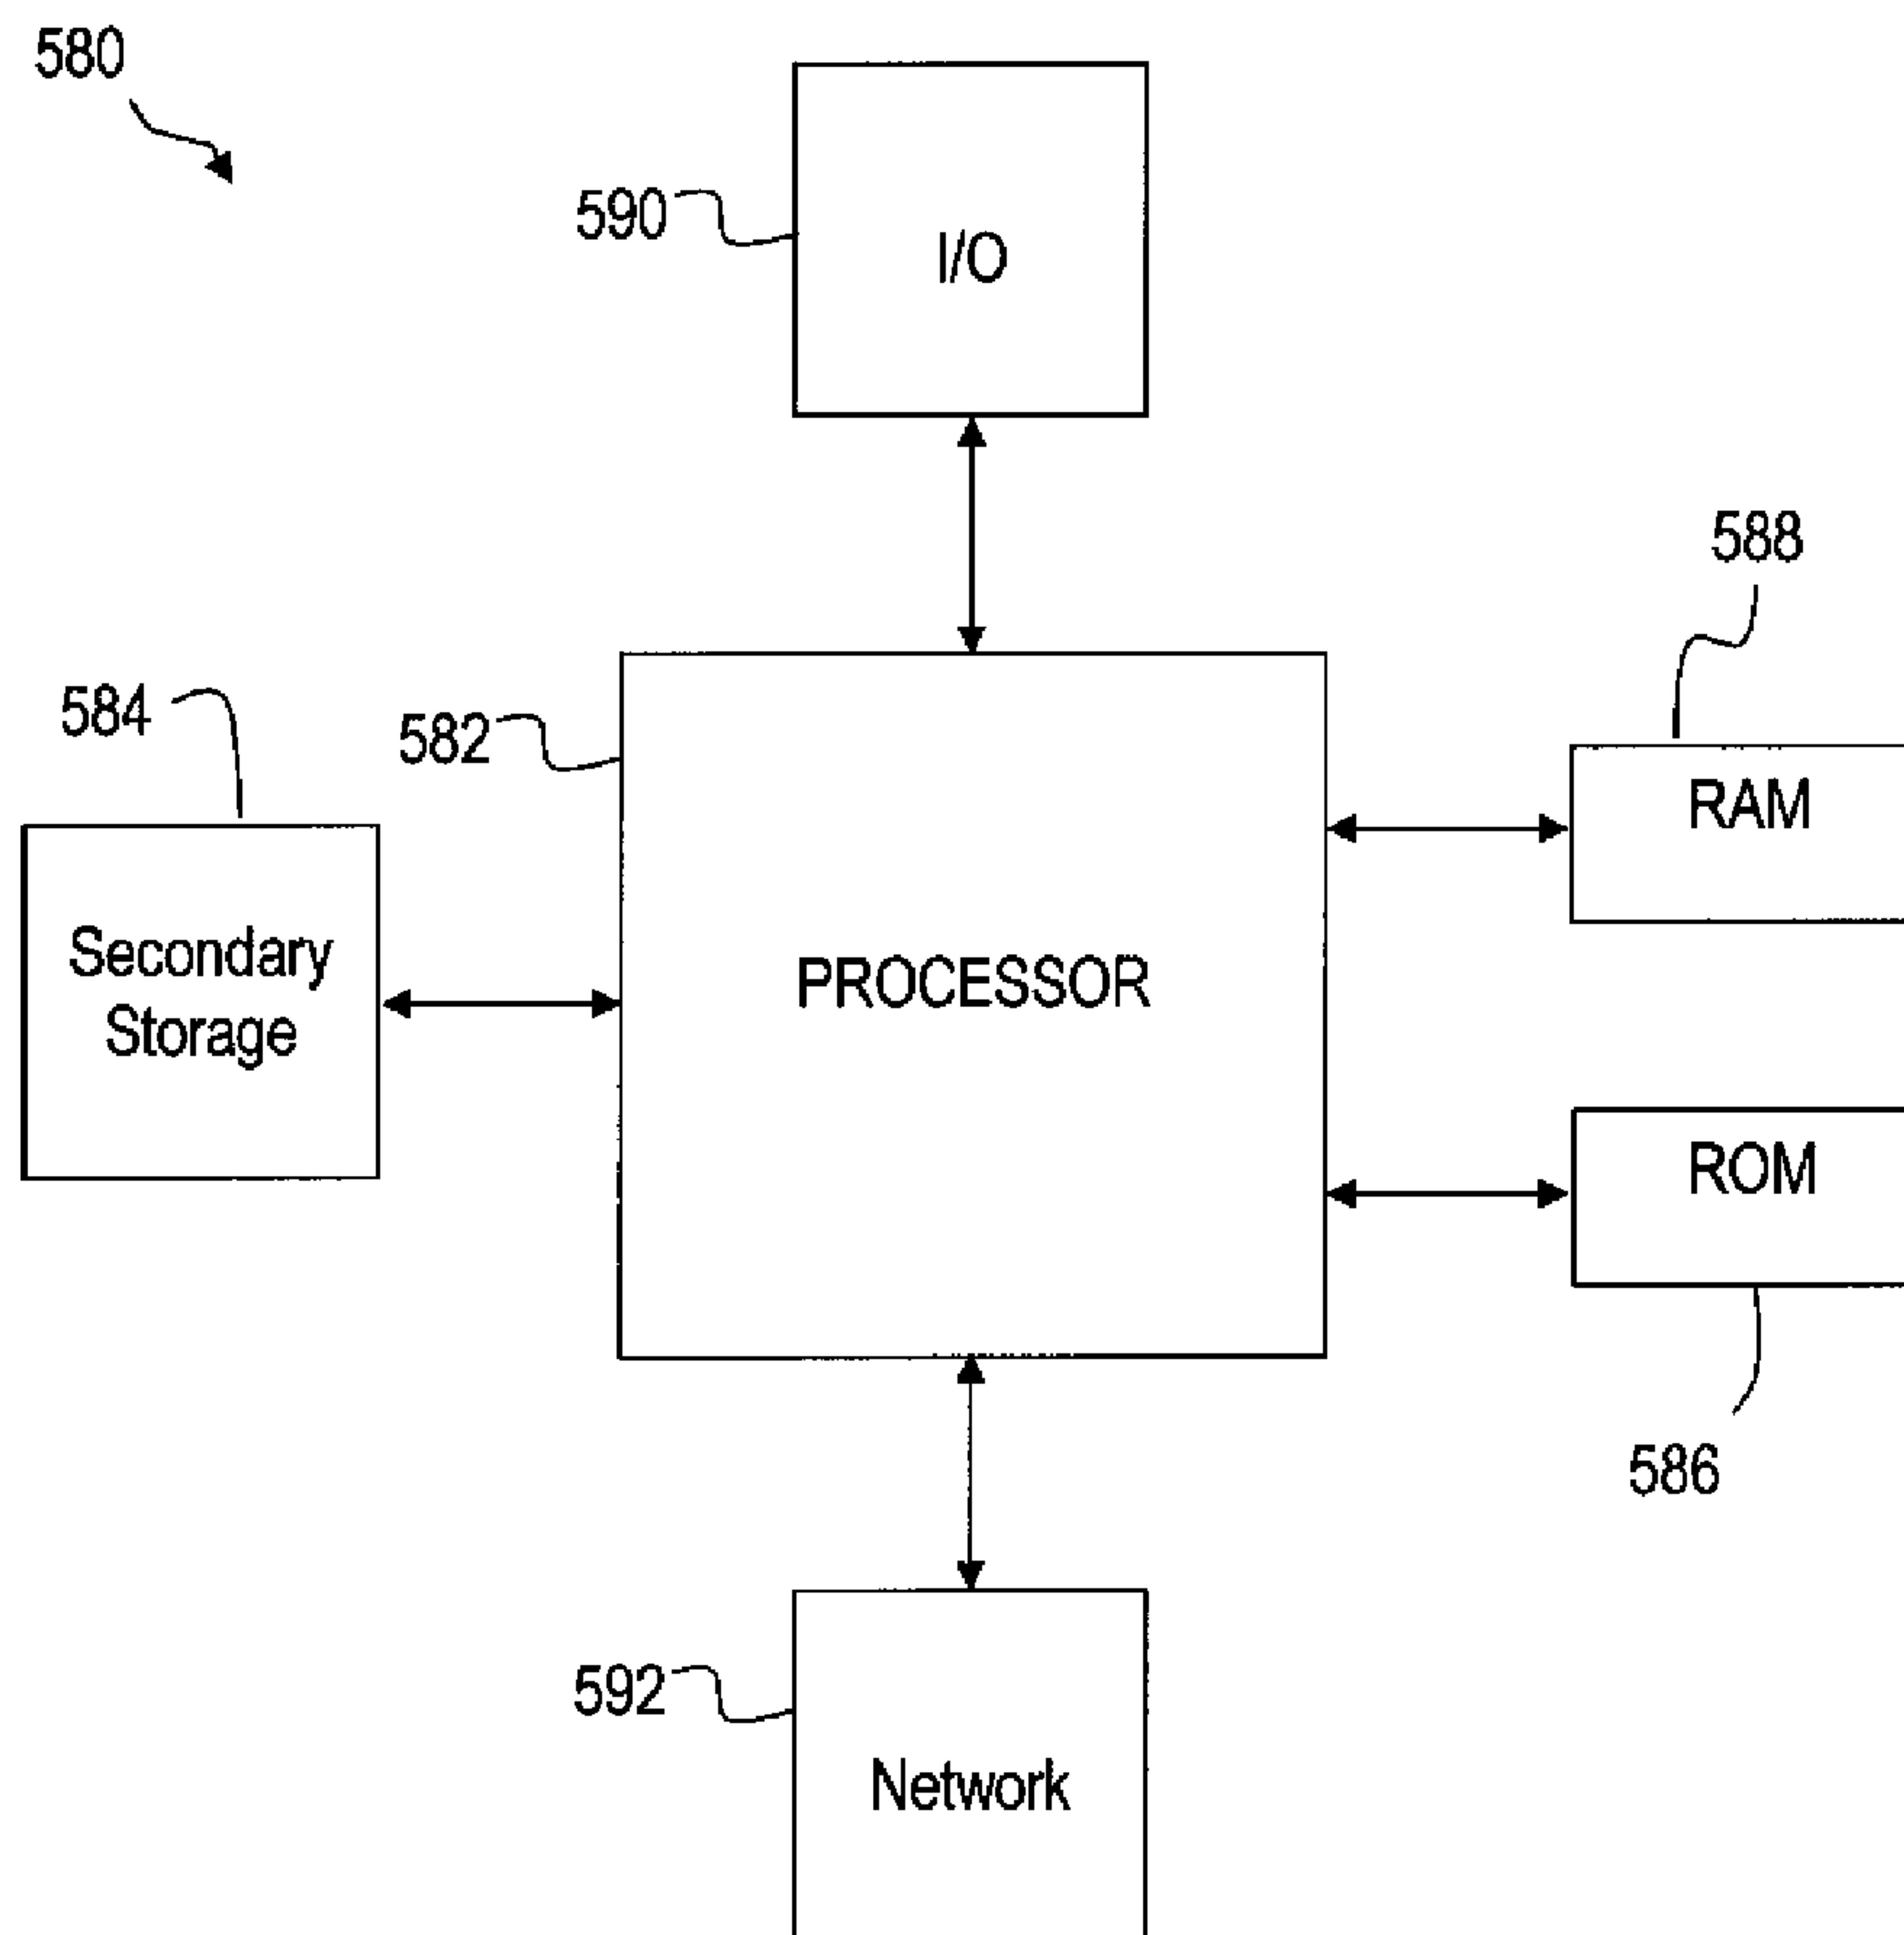 580
590
I/O
588
584
582
RAM
Secondary
Storage
PROCESSOR
ROM
586
592
Network